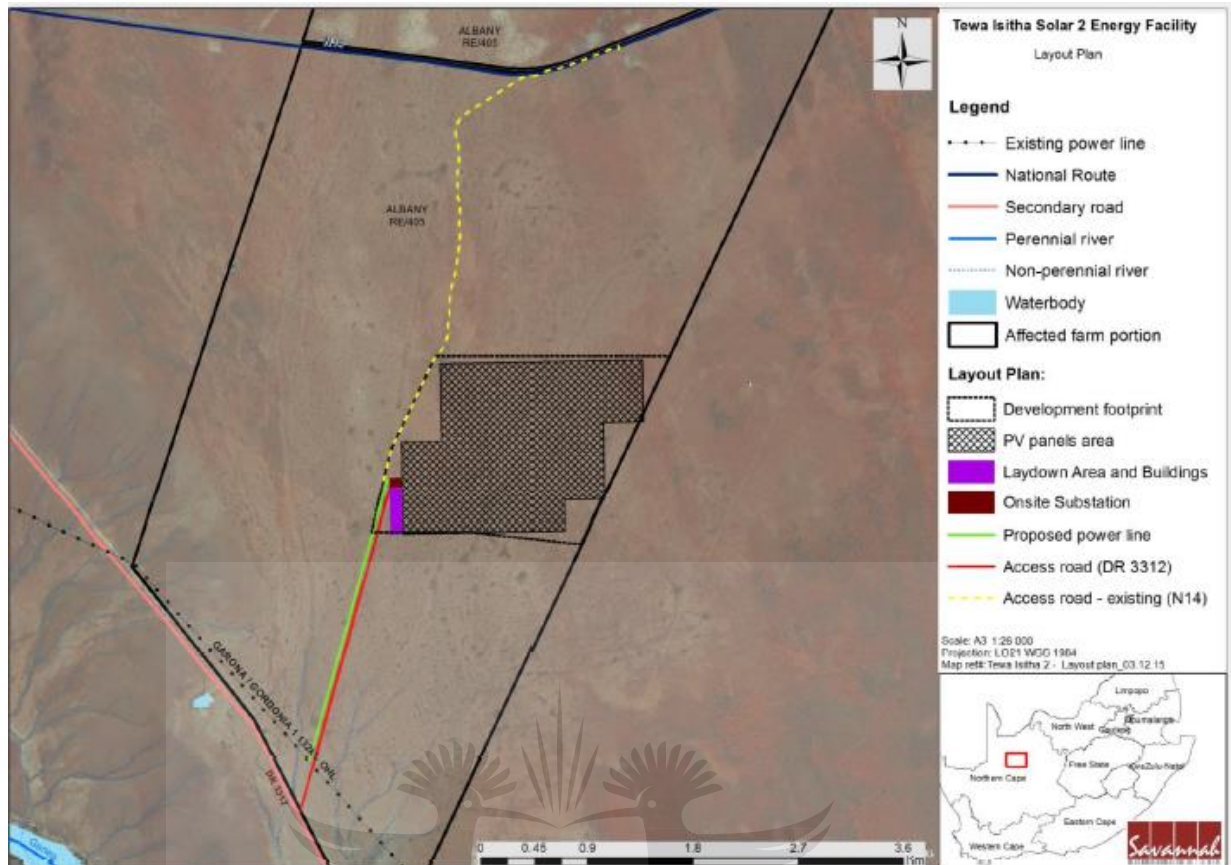 Tewa Isitha Solar 2 Energy Facility
Layout Plan
Legend
Existing power line
National Route
Secondary road
Perennial river
Non-perennial river
Waterbody
Affected farm portion
Layout Plan:
Development footprint
PV panels area
Laydown Area and Buildings
Onsite Substation
Proposed power line
Access road (DR 3312)
Access road - existing (N14)
Scale: A3 1:26 000
Projection: LO21 WGS 1984
Map ref#: Tewa Isitha 2 - Layout plan_03.12.15
N
ALBANY
RE/405
ALBANY
RE/405
GARONA / GORDONIA 1 132kV OHL
DR 3312
0 0.45 0.9 1.8 2.7 3.6
Km
Limpopo
North West
Gauteng
Mpumalanga
Free State
KwaZulu-Natal
Northern Cape
Eastern Cape
Western Cape
Savannah